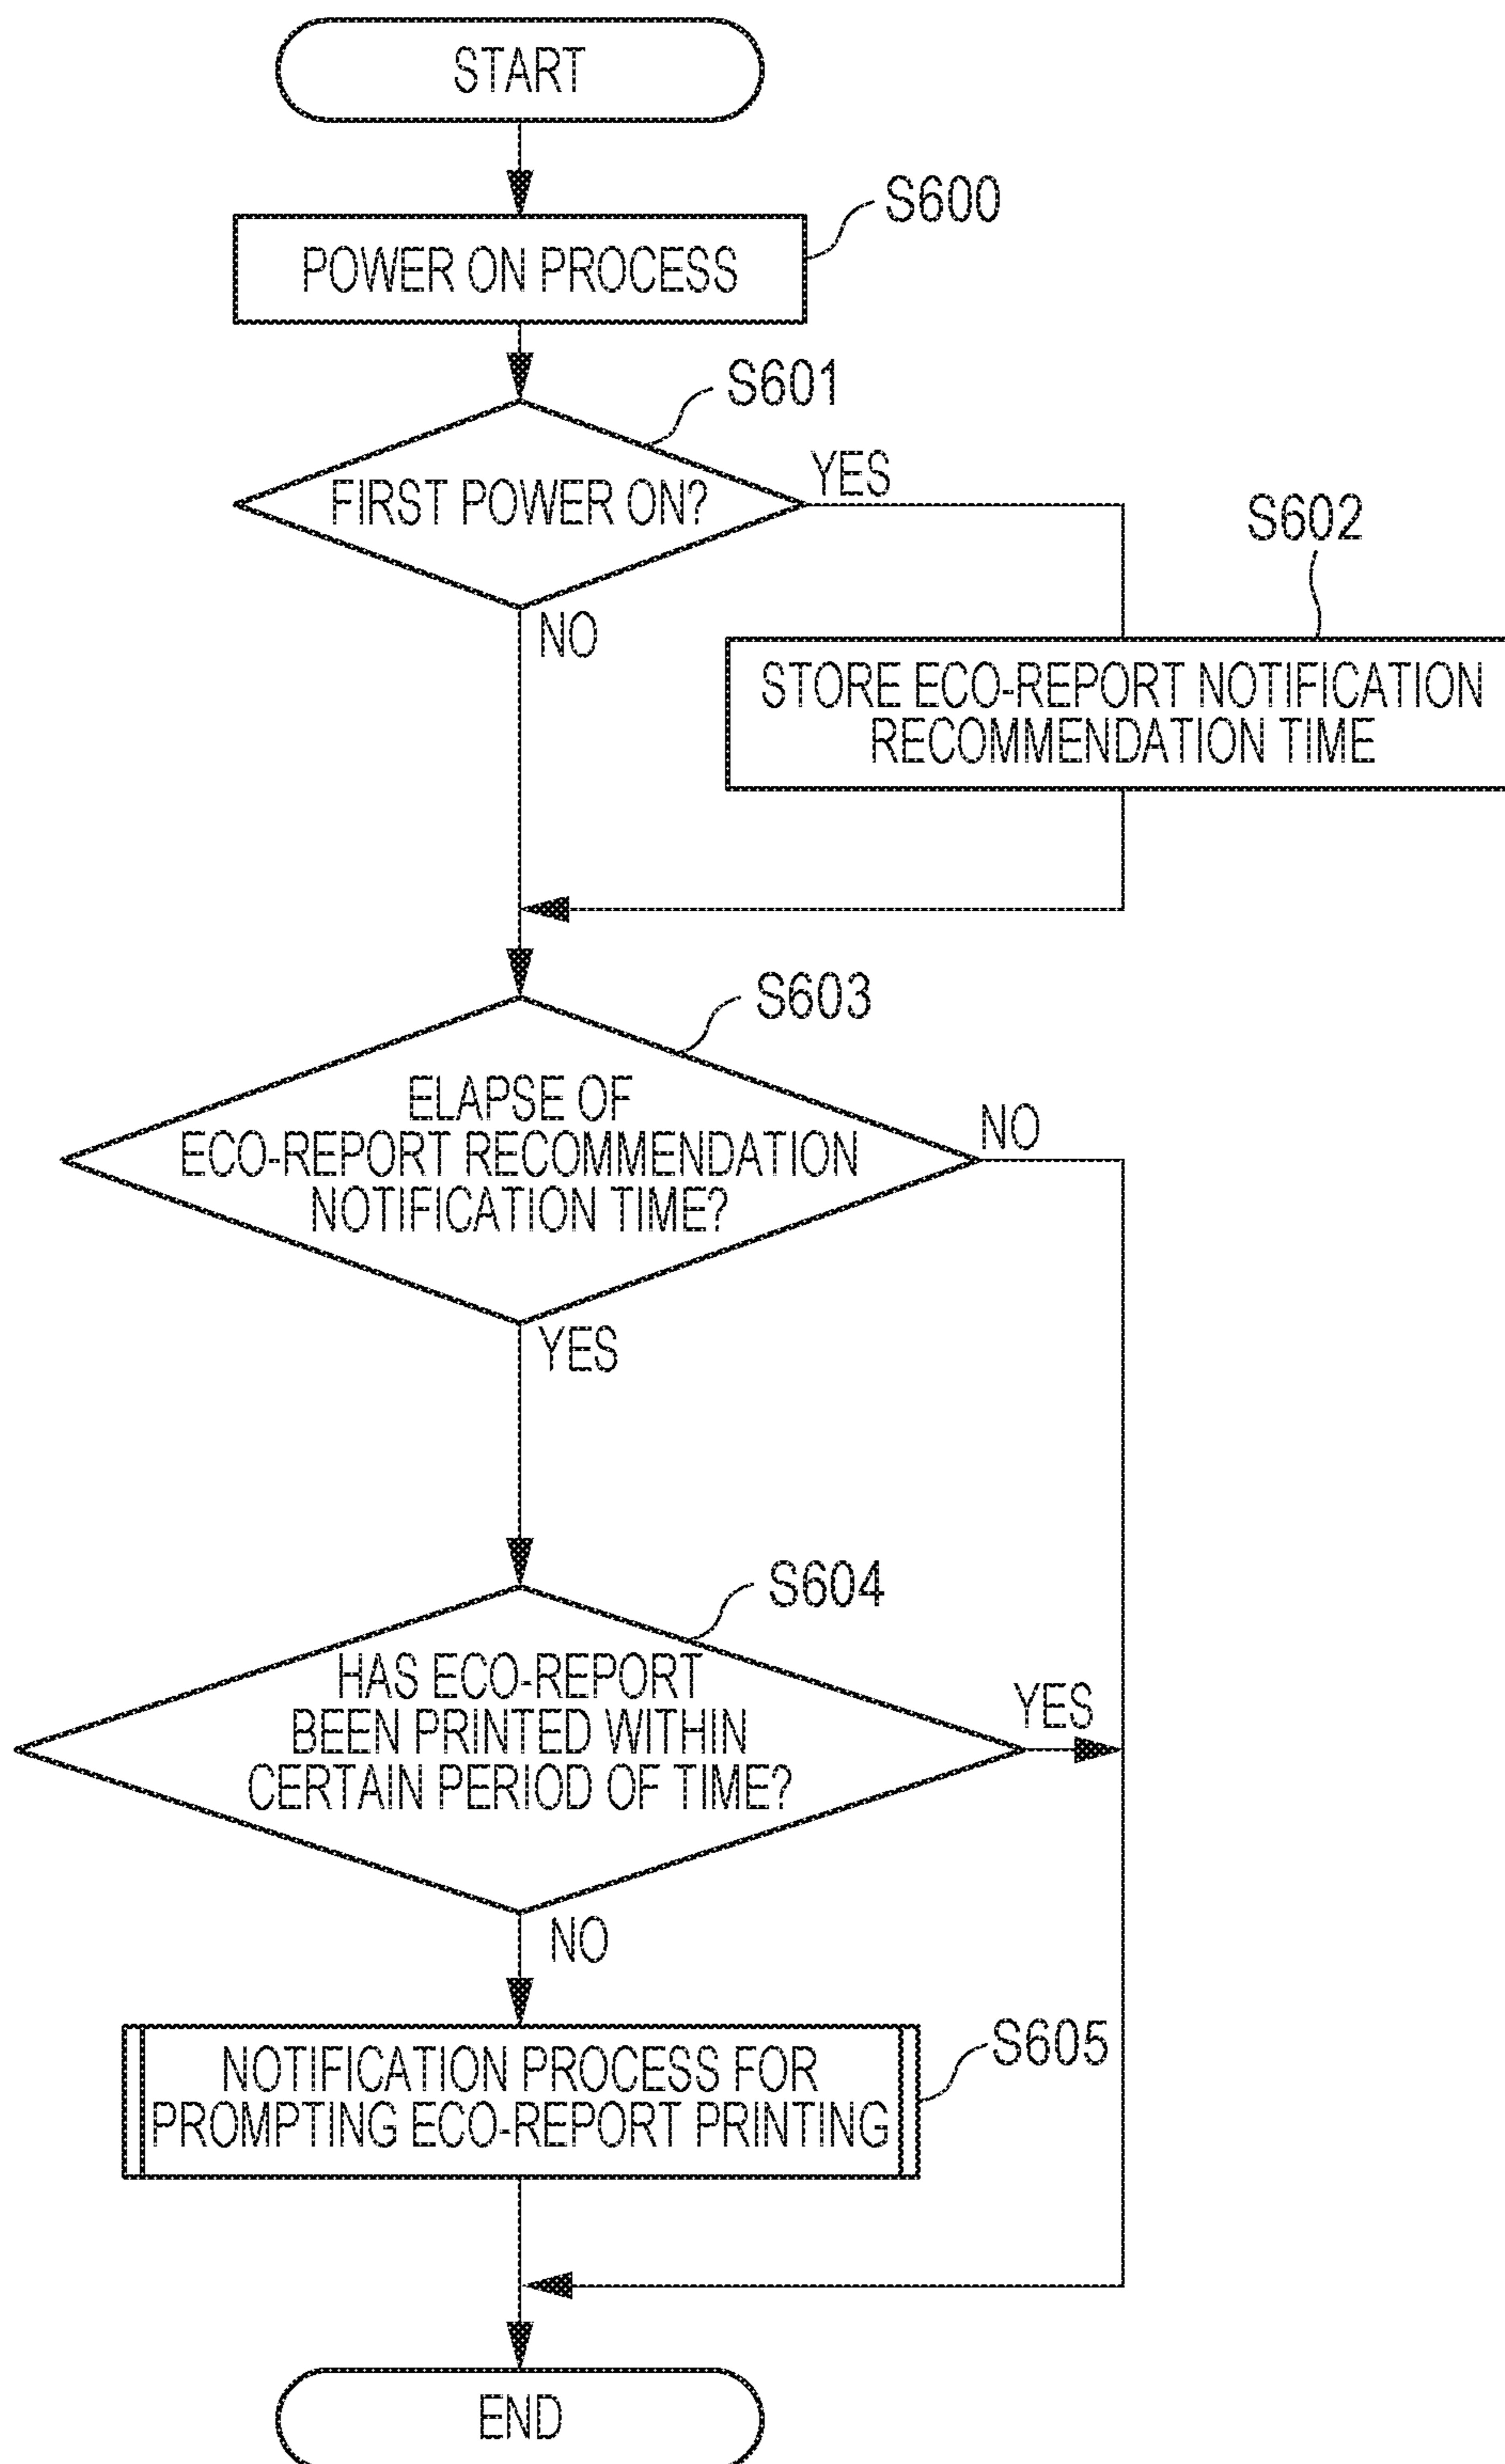 START
S600
POWER ON PROCESS
S601
FIRST POWER ON?
YES
NO
S602
STORE ECO-REPORT NOTIFICATION
RECOMMENDATION TIME
S603
ELAPSE OF
ECO-REPORT RECOMMENDATION
NOTIFICATION TIME?
NO
YES
S604
HAS ECO-REPORT
BEEN PRINTED WITHIN
CERTAIN PERIOD OF TIME?
YES
NO
S605
NOTIFICATION PROCESS FOR
PROMPTING ECO-REPORT PRINTING
END